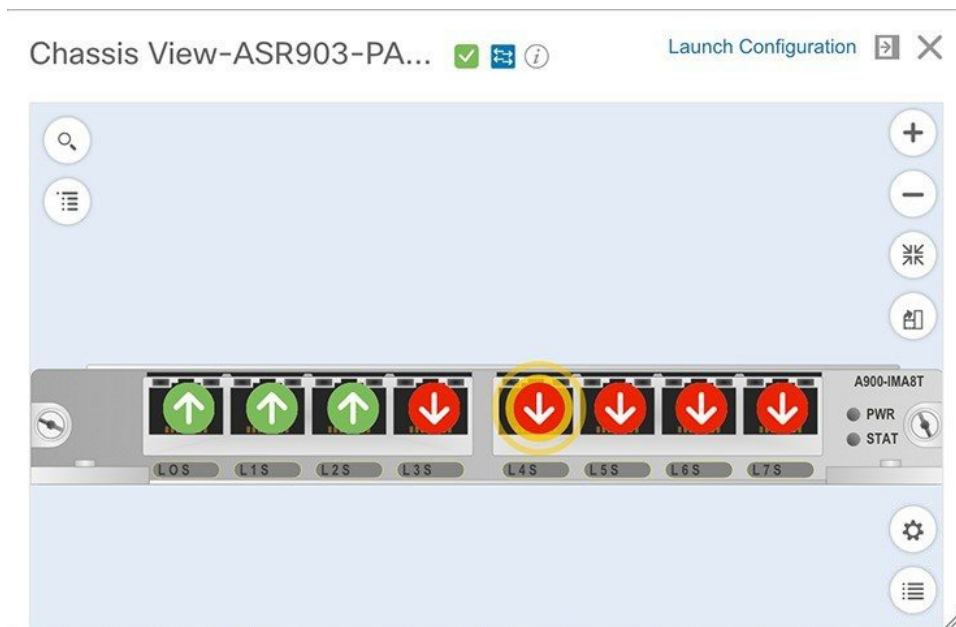 Chassis View-ASR903-PA...
Launch Configuration
A900-IMA8T
PWR
STAT
L0S L1S L2S L3S L4S L5S L6S L7S